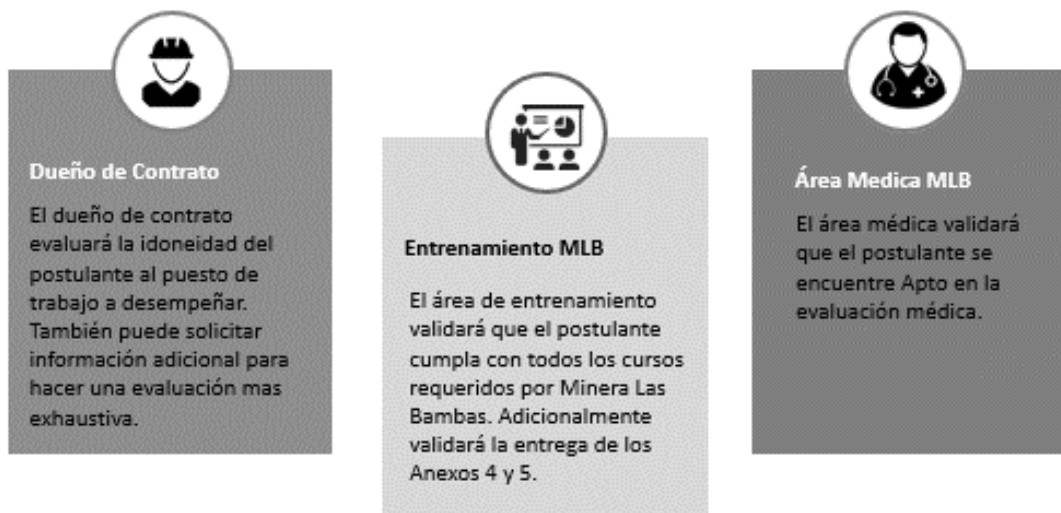 Dueño de Contrato
El dueño de contrato
evaluará la idoneidad del
postulante al puesto de
trabajo a desempeñar.
También puede solicitar
información adicional para
hacer una evaluación mas
exhaustiva.
Entrenamiento MLB
El área de entrenamiento
validará que el postulante
cumpla con todos los cursos
requeridos por Minera Las
Bambas. Adicionalmente
validará la entrega de los
Anexos 4 y 5.
Área Medica MLB
El área médica validará
que el postulante se
encuentre Apto en la
evaluación médica.